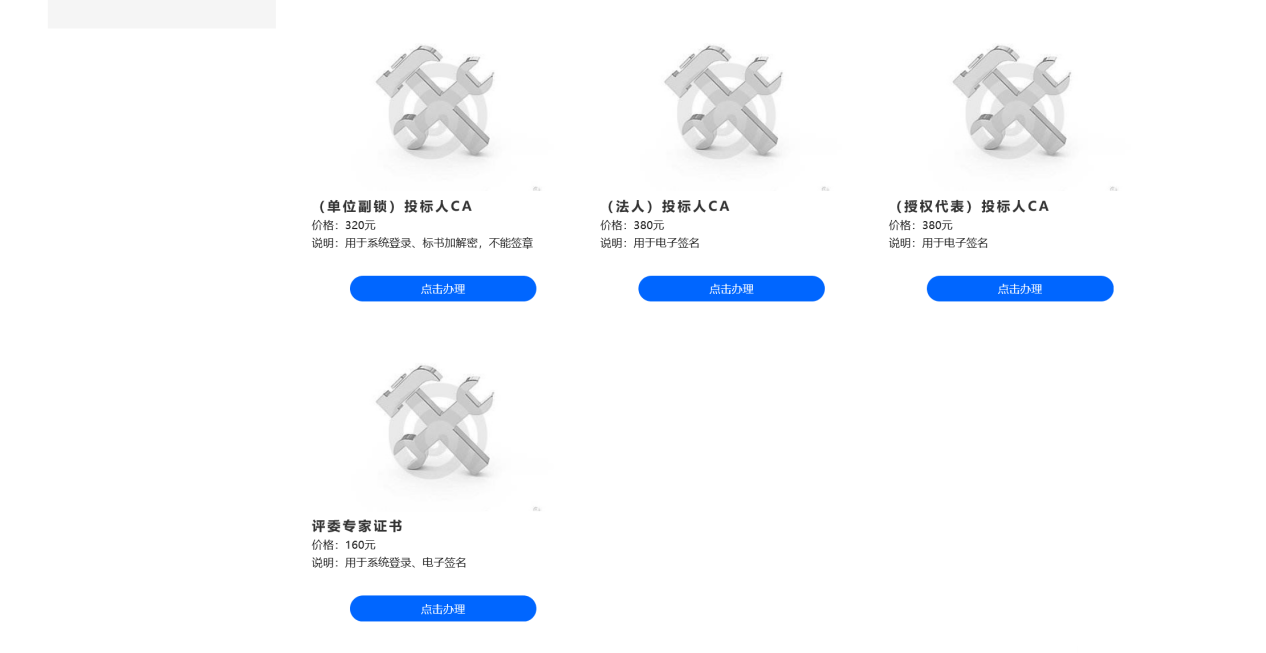 （单位副锁）投标人CA
价格：320元
说明：用于系统登录、标书加解密，不能签章
点击办理
（法人）投标人CA
价格：380元
说明：用于电子签名
点击办理
（授权代表）投标人CA
价格：380元
说明：用于电子签名
点击办理
评委专家证书
价格：160元
说明：用于系统登录、电子签名
点击办理